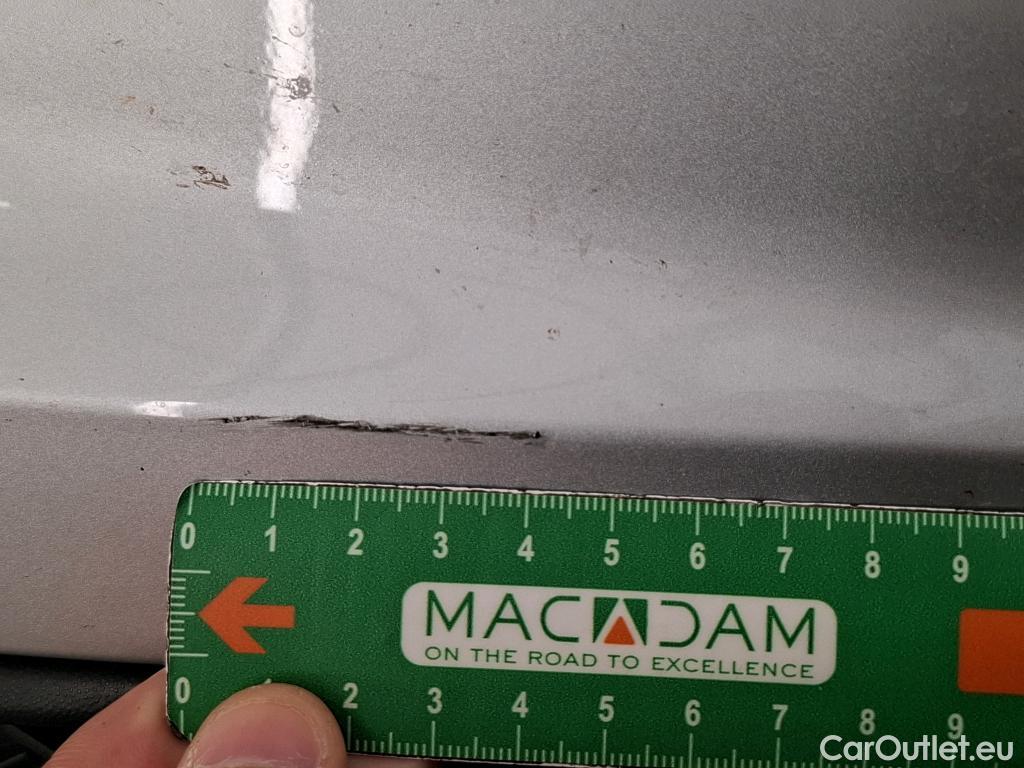 0 1 2 3 4 5 6 7 8 9
MACADAM
ON THE ROAD TO EXCELLENCE
0 2 3 4 5 6 7 8 9
CarOutlet.eu